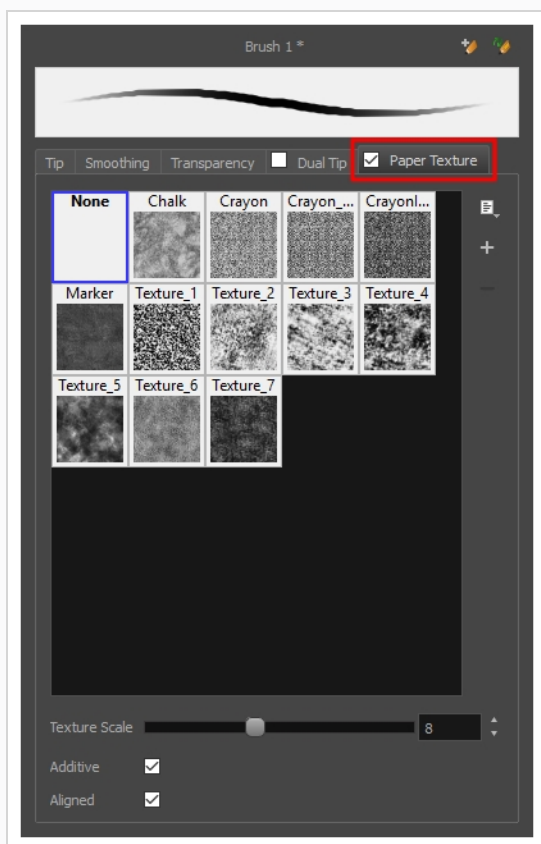 Brush 1 *
Tip Smoothing Transparency Dual Tip Paper Texture
None Chalk Crayon Crayon_... Crayonl...
Marker Texture_1 Texture_2 Texture_3 Texture_4
Texture_5 Texture_6 Texture_7
Texture Scale 8
Additive
Aligned